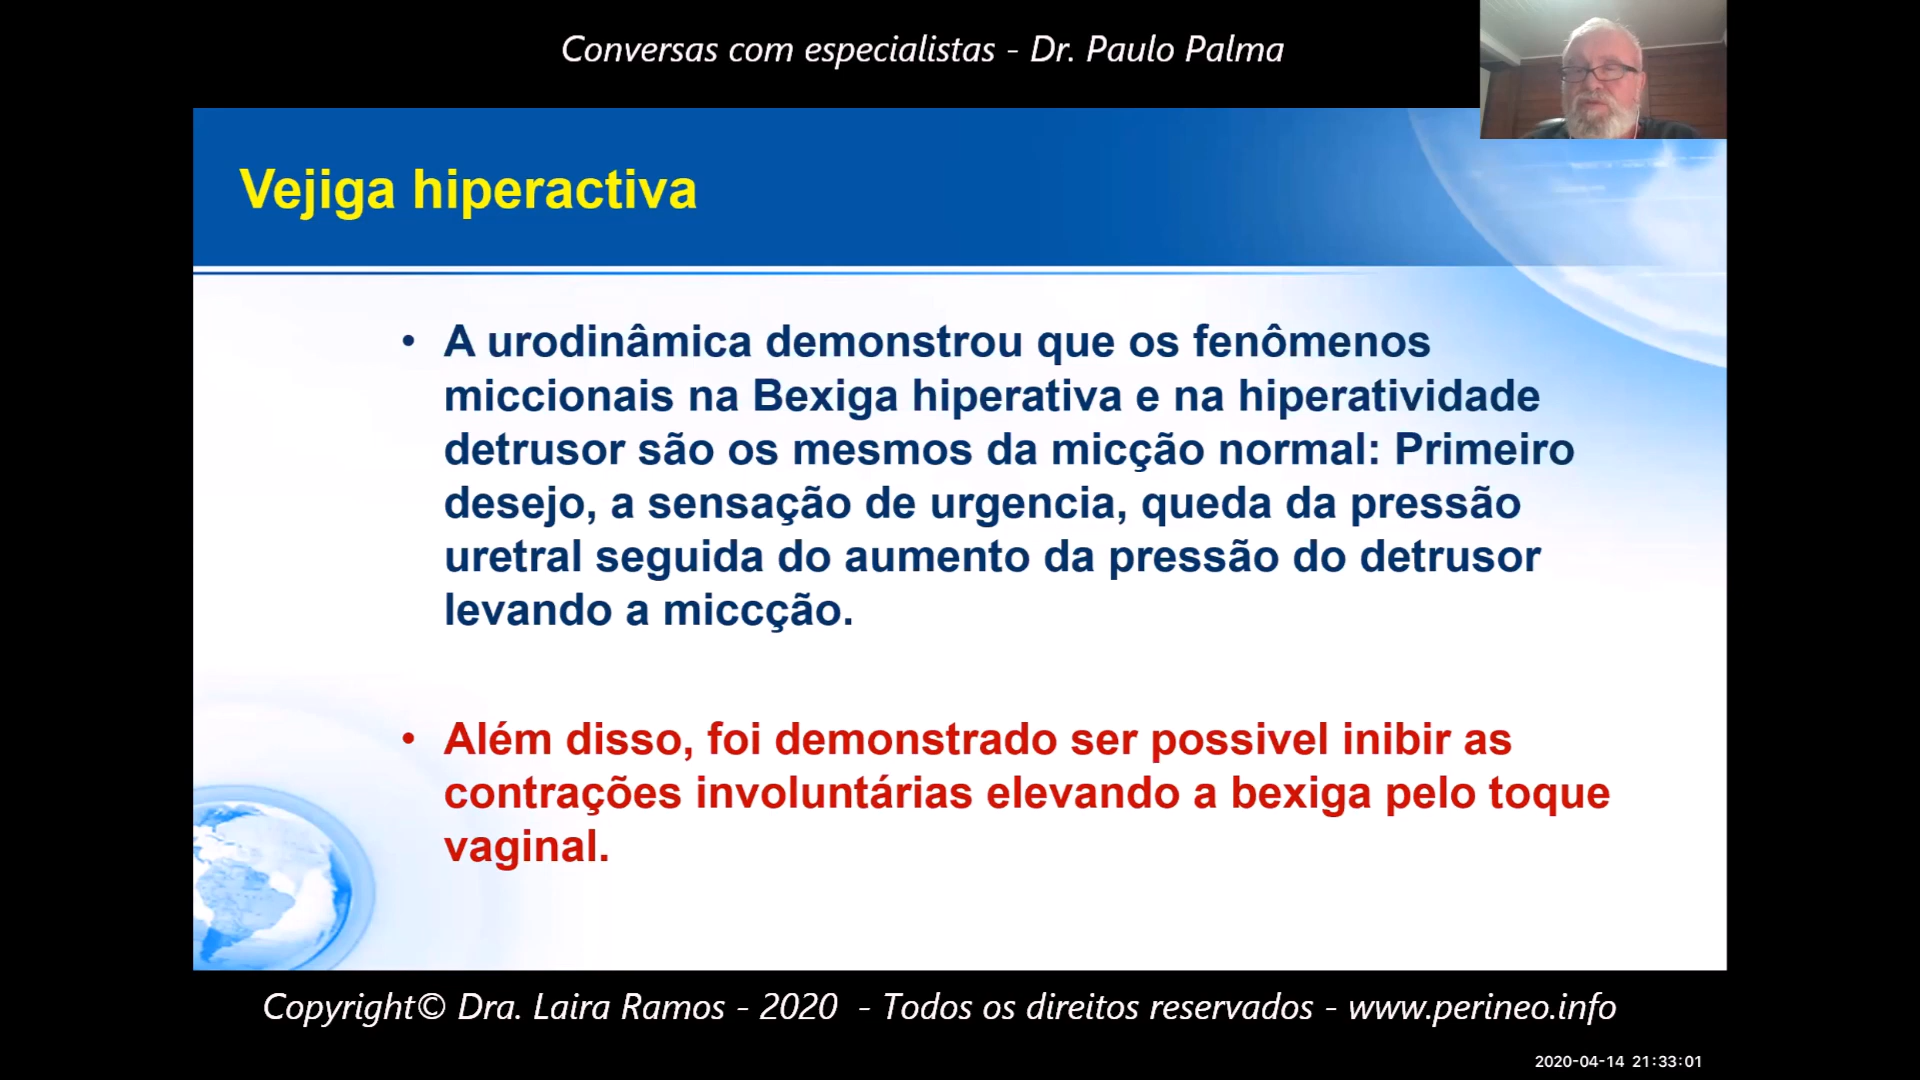 Conversas com especialistas - Dr. Paulo Palma
Vejiga hiperactiva
• A urodinâmica demonstrou que os fenômenos
miccionais na Bexiga hiperativa e na hiperatividade
detrusor são os mesmos da micção normal: Primeiro
desejo, a sensação de urgencia, queda da pressão
uretral seguida do aumento da pressão do detrusor
levando a miccção.
• Além disso, foi demonstrado ser possivel inibir as
contrações involuntárias elevando a bexiga pelo toque
vaginal.
Copyright© Dra. Laira Ramos - 2020 - Todos os direitos reservados - www.perineo.info
2020-04-14 21:33:01